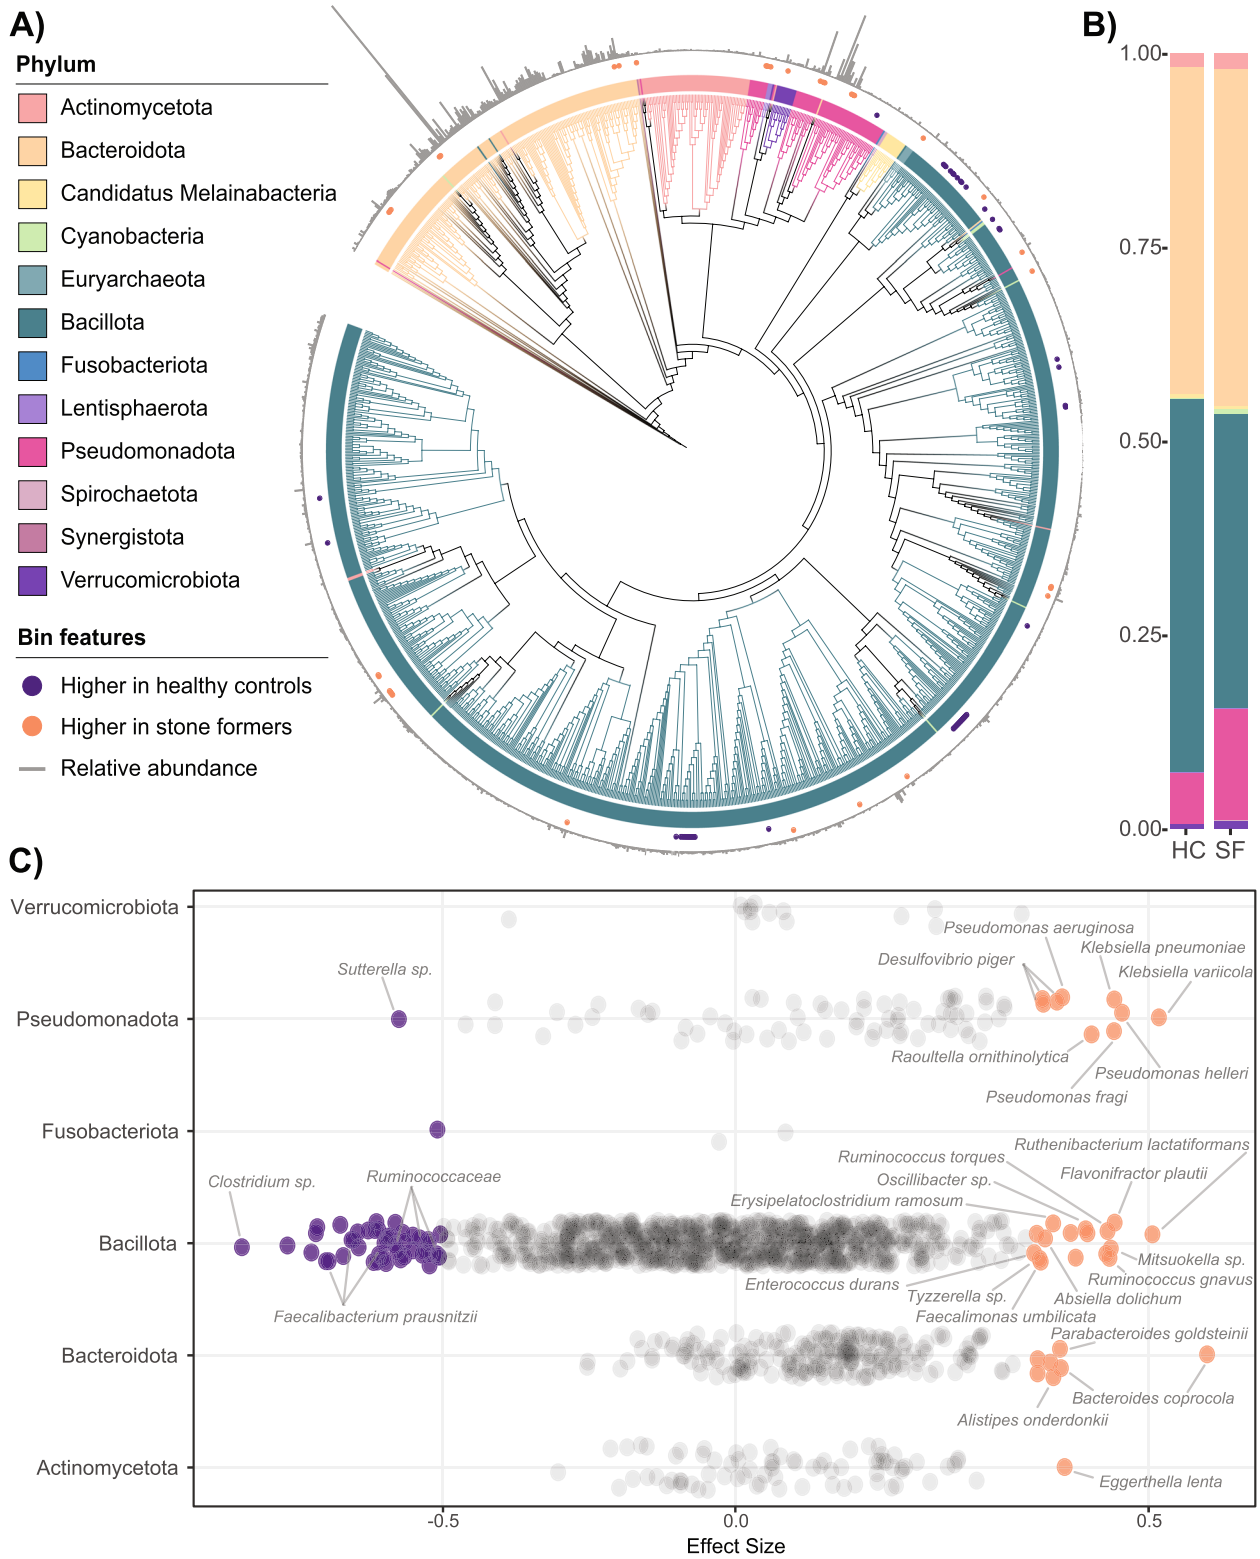 A)
Phylum
Actinomycetota
Bacteroidota
Candidatus Melainabacteria
Cyanobacteria
Euryarchaeota
Bacillota
Fusobacteriota
Lentisphaerota
Pseudomonadota
Spirochaetota
Synergistota
Verrucomicrobiota
Bin features
Higher in healthy controls
Higher in stone formers
Relative abundance
B)
1.00
0.75
0.50
0.25
0.00
HC SF
C)
Verrucomicrobiota
Pseudomonadota
Fusobacteriota
Bacillota
Bacteroidota
Actinomycetota
Pseudomonas aeruginosa
Klebsiella pneumoniae
Desulfovibrio piger
Sutterella sp.
Klebsiella variicola
Raoultella ornithinolytica
Pseudomonas helleri
Pseudomonas fragi
Ruthenibacterium lactatiformans
Ruminococcus torques
Flavonifractor plautii
Oscillibacter sp.
Ruminococcaceae
Clostridium sp.
Erysipelatoclostridium ramosum
Mitsuokella sp.
Enterococcus durans
Ruminococcus gnavus
Tyzzerella sp.
Absiella dolichum
Faecalibacterium prausnitzii
Faecalimonas umbilicata
Parabacteroides goldsteinii
Bacteroides coprocola
Alistipes onderdonkii
Eggerthella lenta
-0.5
0.0
0.5
Effect Size